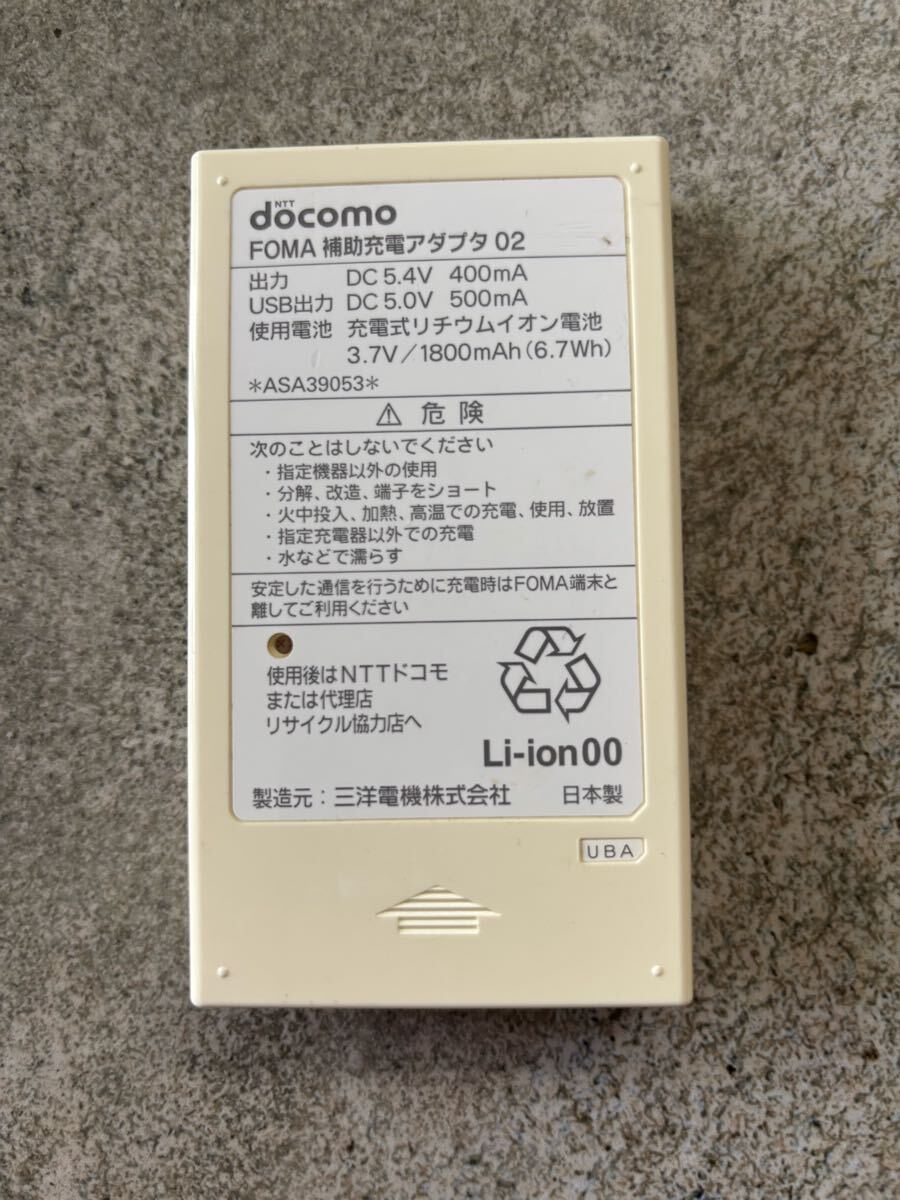 NTT
docomo
FOMA 補助充電アダプタ 02
出力 DC 5.4V 400mA
USB出力 DC 5.0V 500mA
使用電池 充電式リチウムイオン電池
3.7V/1800mAh(6.7Wh)
*ASA39053*
⚠ 危険
次のことはしないでください
・指定機器以外の使用
・分解、改造、端子をショート
・火中投入、加熱、高温での充電、使用、放置
・指定充電器以外での充電
・水などで濡らす
安定した通信を行うために充電時はFOMA端末と
離してご利用ください
使用後はNTTドコモ
または代理店
リサイクル協力店へ
Li-ion00
製造元：三洋電機株式会社 日本製
UBA